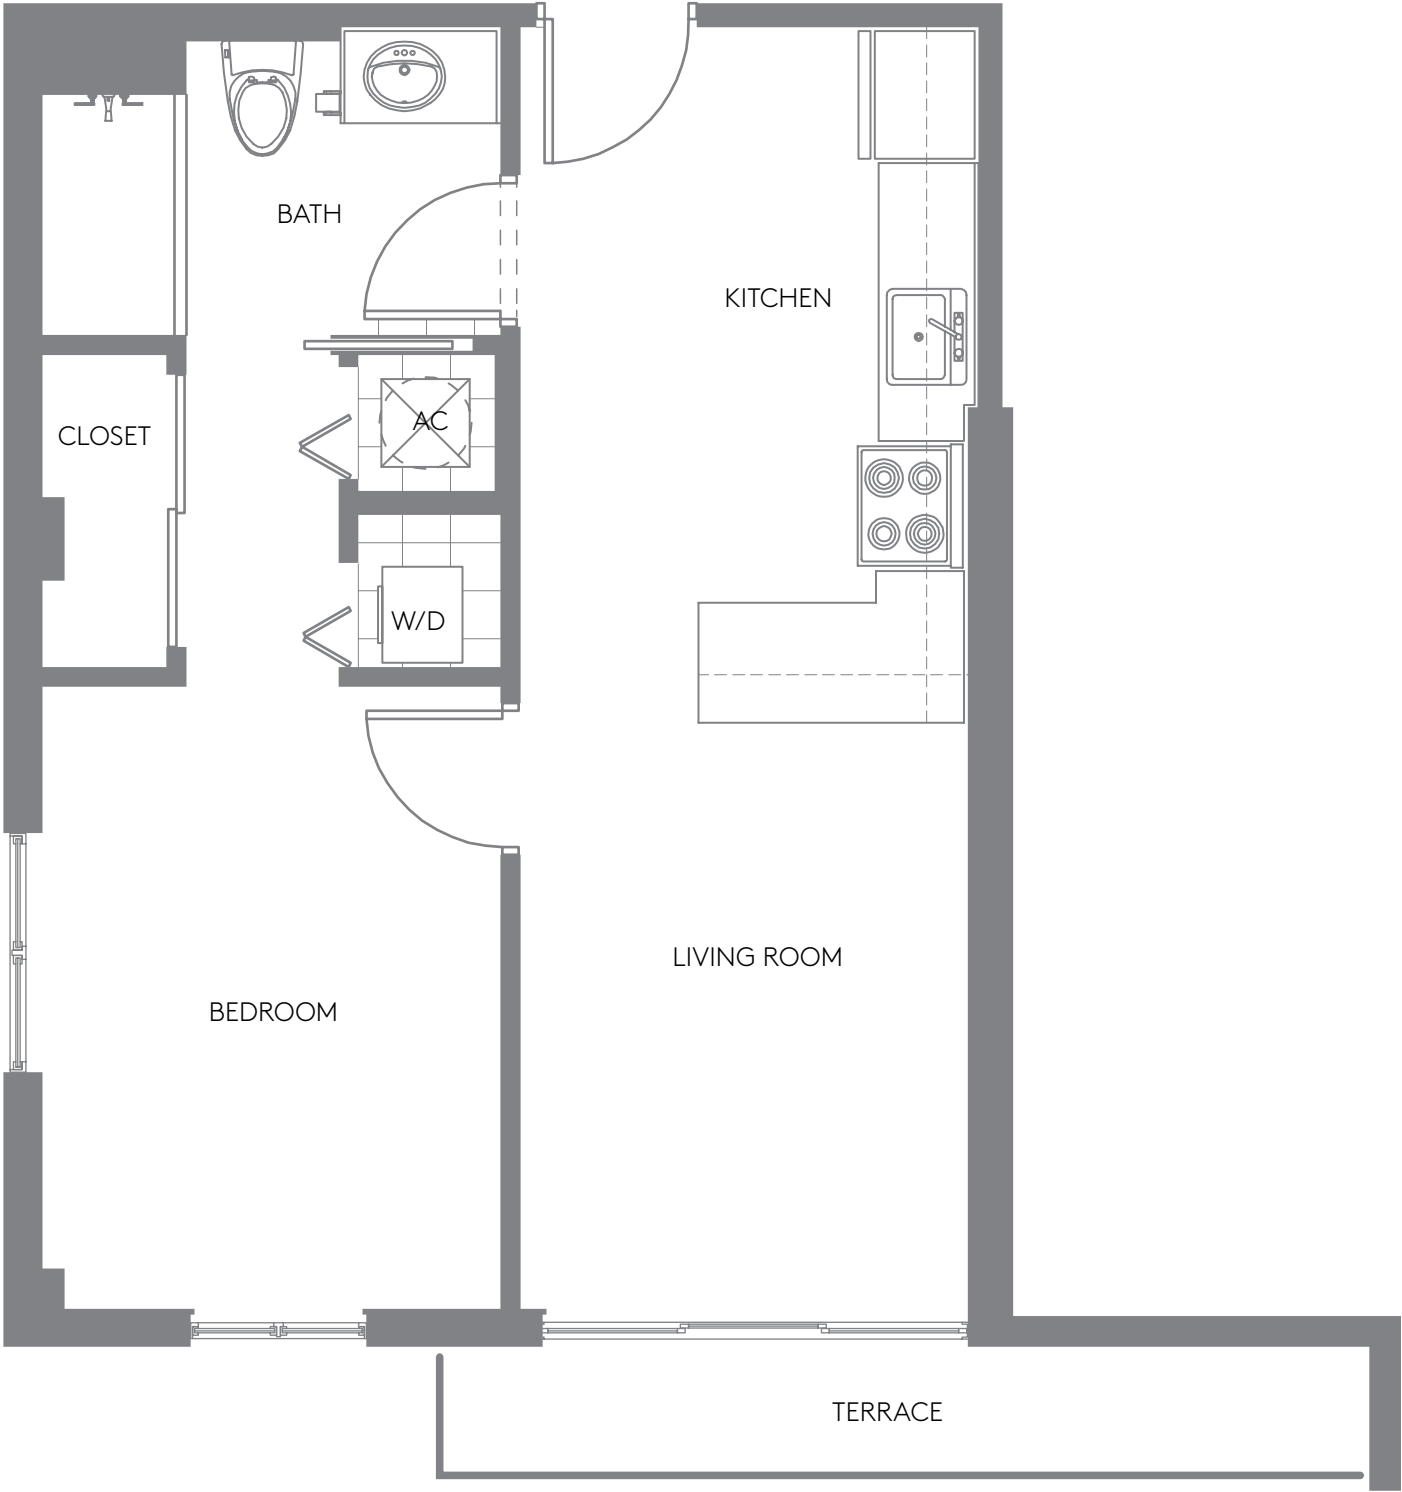 BATH
KITCHEN
AC
CLOSET
W/D
LIVING ROOM
BEDROOM
TERRACE